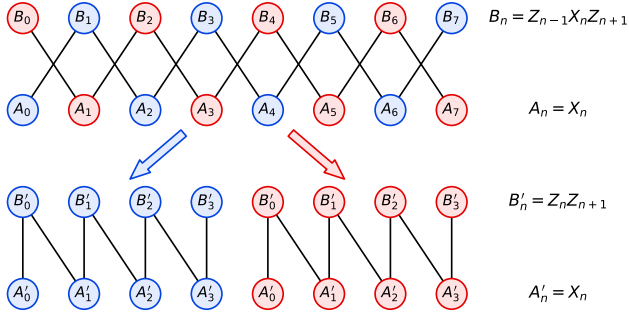 B₀ B₁ B₂ B₃ B₄ B₅ B₆ B₇ Bₙ = Zₙ₋₁XₙZₙ₊₁
A₀ A₁ A₂ A₃ A₄ A₅ A₆ A₇ Aₙ = Xₙ
B′₀ B′₁ B′₂ B′₃ B′₀ B′₁ B′₂ B′₃ B′ₙ = ZₙZₙ₊₁
A′₀ A′₁ A′₂ A′₃ A′₀ A′₁ A′₂ A′₃ A′ₙ = Xₙ